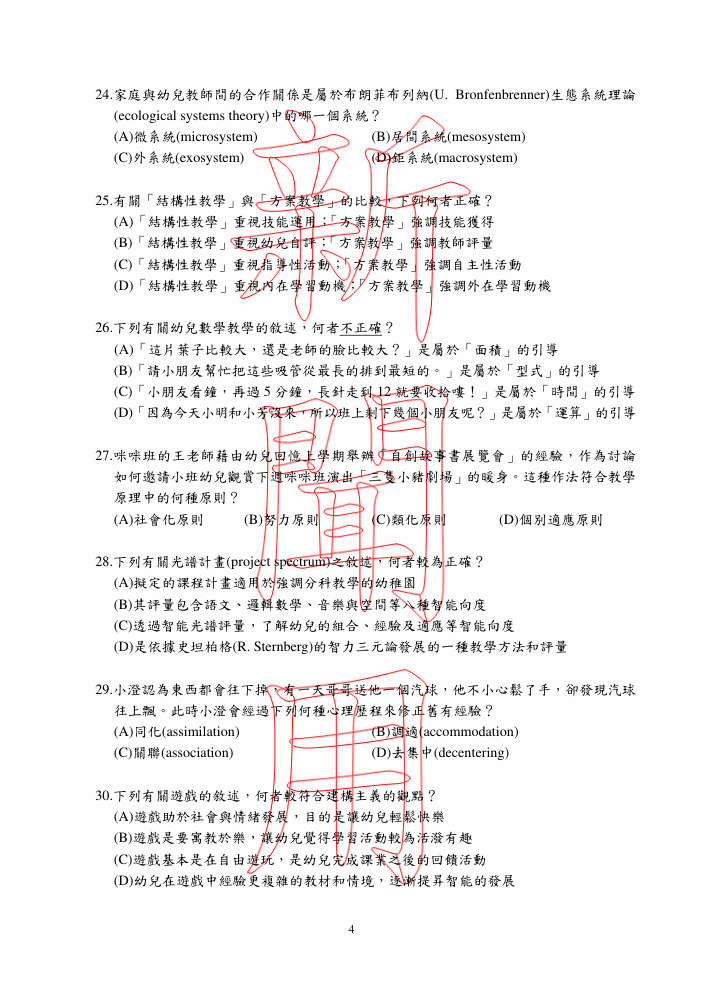 24.家庭與幼兒教師間的合作關係是屬於布朗菲布列納(U. Bronfenbrenner)生態系統理論
(ecological systems theory)中的哪一個系統？
(A)微系統(microsystem) (B)居間系統(mesosystem)
(C)外系統(exosystem) (D)鉅系統(macrosystem)
25.有關「結構性教學」與「方案教學」的比較，下列何者正確？
(A)「結構性教學」重視技能運用；「方案教學」強調技能獲得
(B)「結構性教學」重視幼兒自評；「方案教學」強調教師評量
(C)「結構性教學」重視指導性活動；「方案教學」強調自主性活動
(D)「結構性教學」重視內在學習動機；「方案教學」強調外在學習動機
26.下列有關幼兒數學教學的敘述，何者不正確？
(A)「這片葉子比較大，還是老師的臉比較大？」是屬於「面積」的引導
(B)「請小朋友幫忙把這些吸管從最長的排到最短的。」是屬於「型式」的引導
(C)「小朋友看鐘，再過 5 分鐘，長針走到 12 就要收拾嘍！」是屬於「時間」的引導
(D)「因為今天小明和小芳沒來，所以班上剩下幾個小朋友呢？」是屬於「運算」的引導
27.咪咪班的王老師藉由幼兒回憶上學期舉辦「自創故事書展覽會」的經驗，作為討論
如何邀請小班幼兒觀賞下週咪咪班演出「三隻小豬劇場」的暖身。這種作法符合教學
原理中的何種原則？
(A)社會化原則 (B)努力原則 (C)類化原則 (D)個別適應原則
28.下列有關光譜計畫(project spectrum)之敘述，何者較為正確？
(A)擬定的課程計畫適用於強調分科教學的幼稚園
(B)其評量包含語文、邏輯數學、音樂與空間等八種智能向度
(C)透過智能光譜評量，了解幼兒的組合、經驗及適應等智能向度
(D)是依據史坦柏格(R. Sternberg)的智力三元論發展的一種教學方法和評量
29.小澄認為東西都會往下掉，有一天哥哥送他一個汽球，他不小心鬆了手，卻發現汽球
往上飄。此時小澄會經過下列何種心理歷程來修正舊有經驗？
(A)同化(assimilation) (B)調適(accommodation)
(C)關聯(association) (D)去集中(decentering)
30.下列有關遊戲的敘述，何者較符合建構主義的觀點？
(A)遊戲助於社會與情緒發展，目的是讓幼兒輕鬆快樂
(B)遊戲是要寓教於樂，讓幼兒覺得學習活動較為活潑有趣
(C)遊戲基本是在自由遊玩，是幼兒完成課業之後的回饋活動
(D)幼兒在遊戲中經驗更複雜的教材和情境，逐漸提昇智能的發展
4